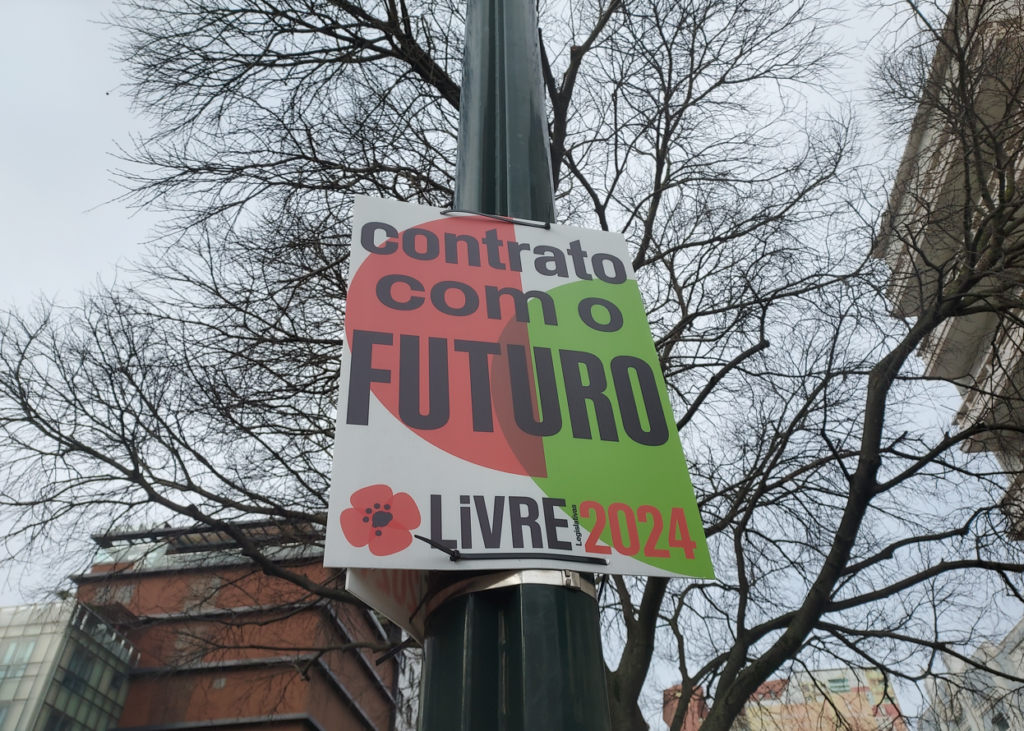 contrato
com o
FUTURO
LiVRE
Legislativas
2024